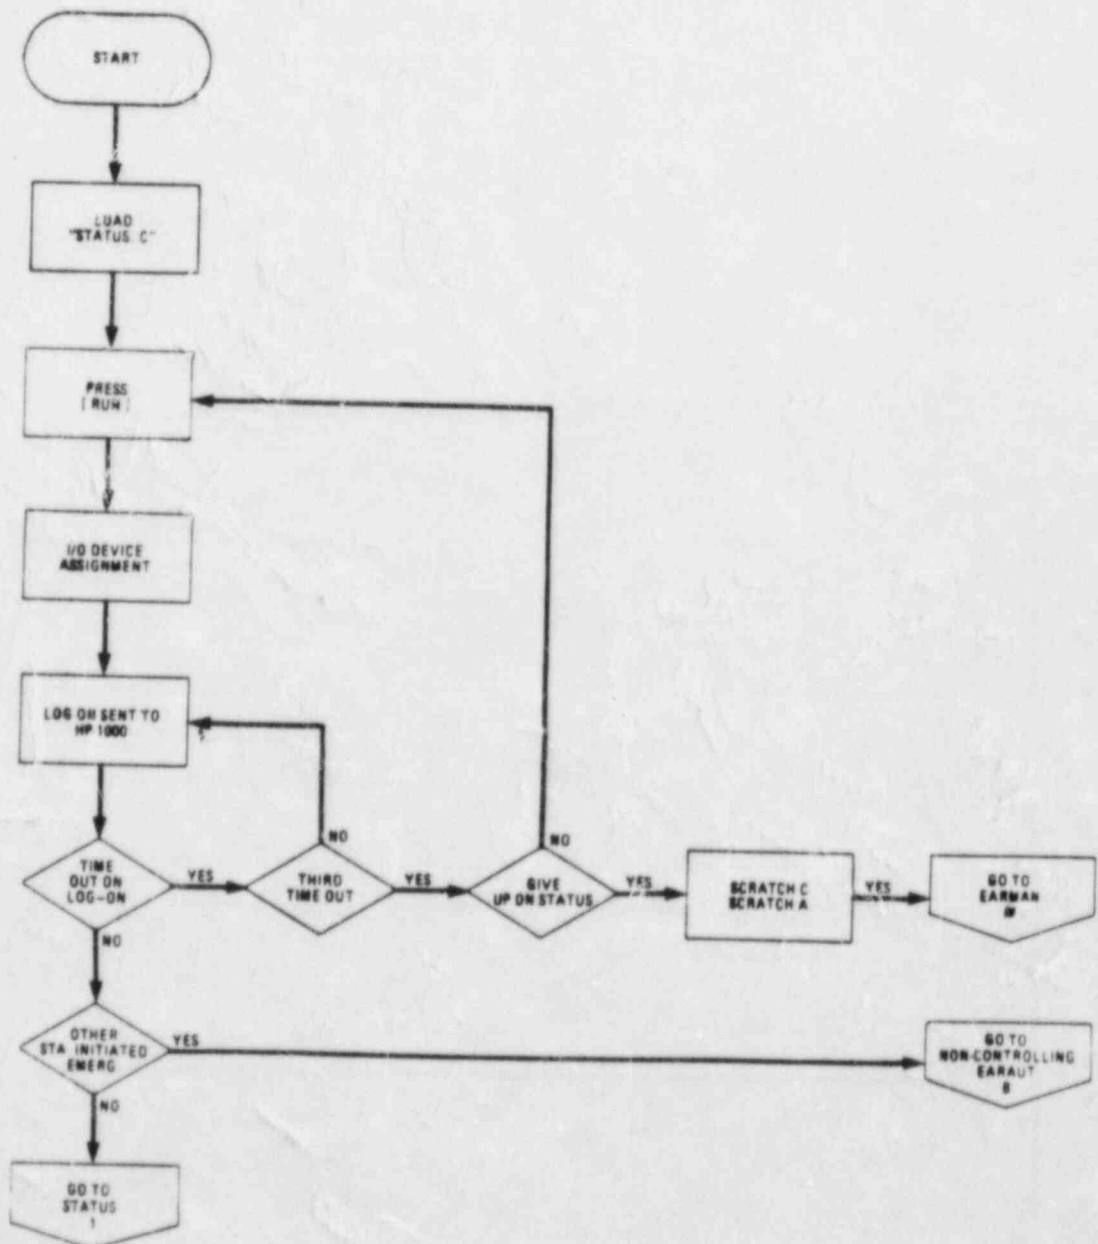 START
LOAD
"STATUS: C"
PRESS
[ RUN ]
I/O DEVICE
ASSIGNMENT
LOG ON SENT TO
HP 1000
NO
NO
TIME
OUT ON
LOG-ON
YES
THIRD
TIME OUT
YES
GIVE
UP ON STATUS
YES
SCRATCH C
SCRATCH A
YES
GO TO
EARMAN
NO
OTHER
STA. INITIATED
EMERG
YES
GO TO
NON-CONTROLLING
EARAUT
8
NO
GO TO
STATUS
1